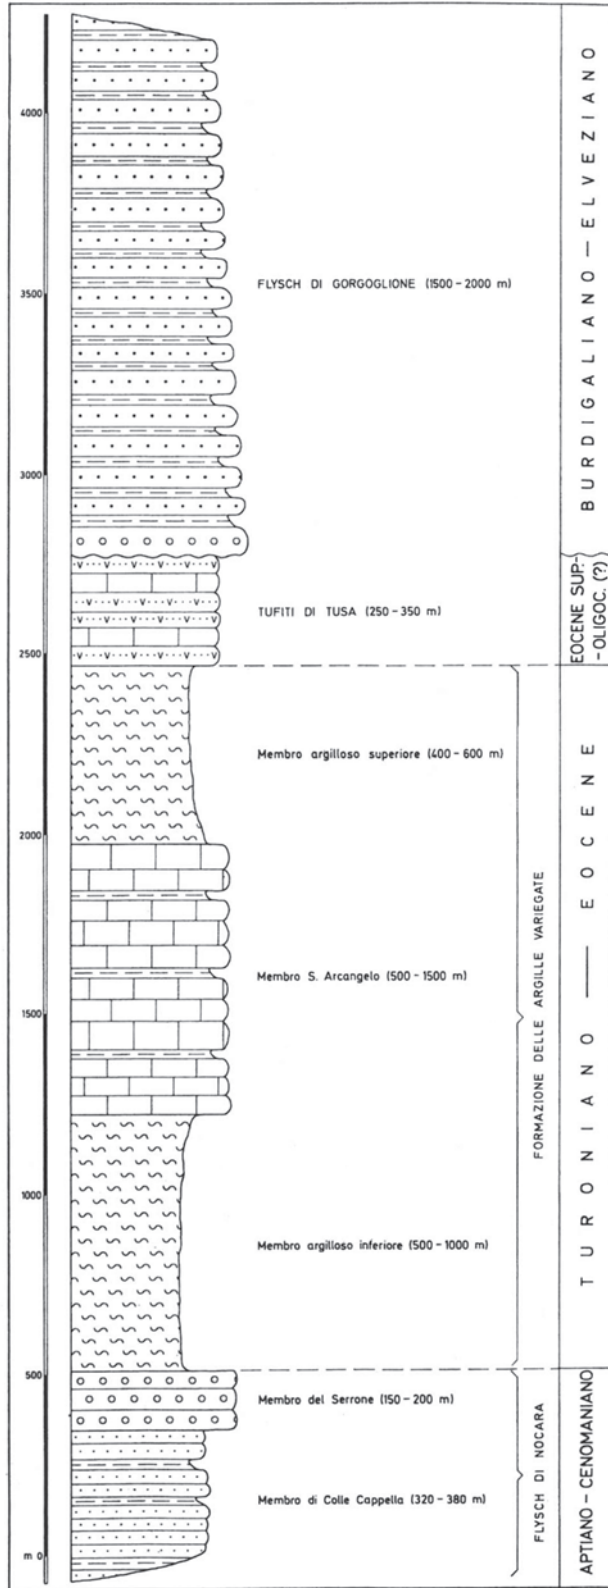 4000
3500
3000
2500
2000
1500
1000
500
m 0
FLYSCH DI GORGOGLIONE (1500-2000 m)
TUFITI DI TUSA (250-350 m)
Membro argilloso superiore (400-600 m)
Membro S. Arcangelo (500-1500 m)
Membro argilloso inferiore (500-1000 m)
Membro del Serrone (150-200 m)
Membro di Colle Cappella (320-380 m)
FORMAZIONE DELLE ARGILLE VARIEGATE
FLYSCH DI NOCARA
BURDIGALIANO - ELVEZIANO
EOCENE SUP.-
-OLIGOC. (?)
TURONIANO — EOCENE
APTIANO - CENOMANIANO